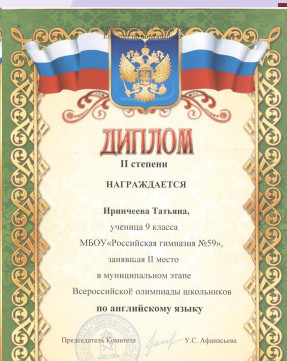 ДИПЛОМ
II степени
НАГРАЖДАЕТСЯ
Иринчеева Татьяна,
ученица 9 класса
МБОУ«Российская гимназия №59»,
занявшая II место
в муниципальном этапе
Всероссийской олимпиады школьников
по английскому языку
Председатель Комитета У.С. Афанасьева